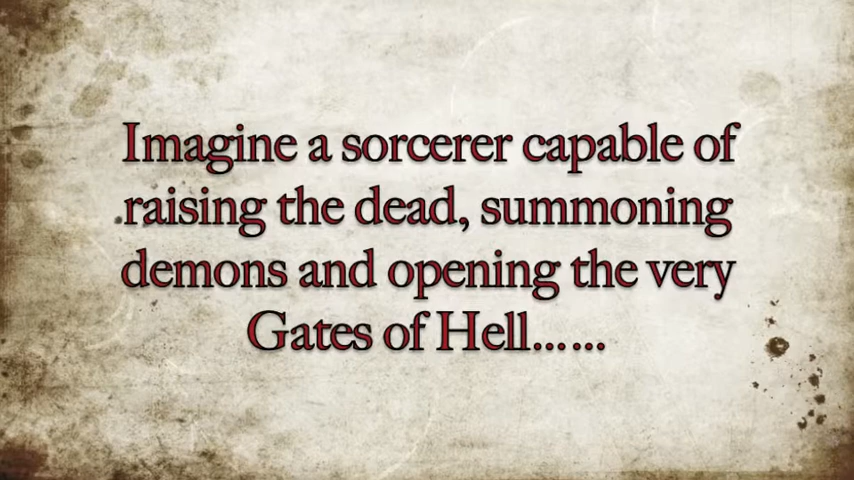 Imagine a sorcerer capable of
raising the dead, summoning
demons and opening the very
Gates of Hell......